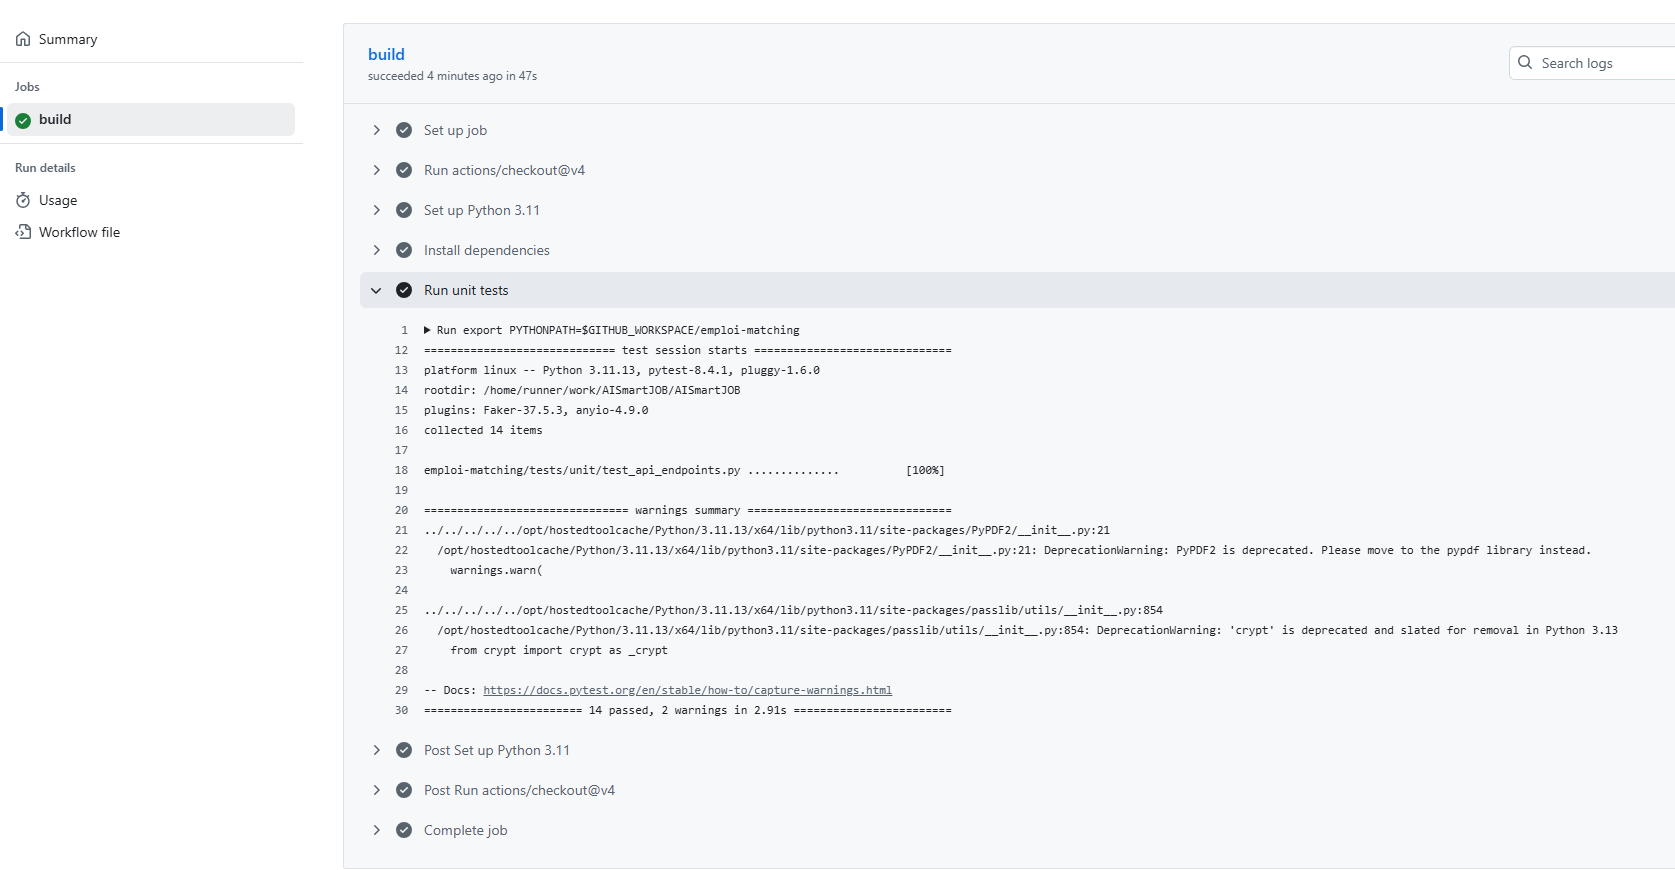 Summary
Jobs
build
Run details
Usage
Workflow file
build
succeeded 4 minutes ago in 47s
Search logs
Set up job
Run actions/checkout@v4
Set up Python 3.11
Install dependencies
Run unit tests
1 Run export PYTHONPATH=$GITHUB_WORKSPACE/emploi-matching
12 ============================= test session starts ==============================
13 platform linux -- Python 3.11.13, pytest-8.4.1, pluggy-1.6.0
14 rootdir: /home/runner/work/AISmartJOB/AISmartJOB
15 plugins: Faker-37.5.3, anyio-4.9.0
16 collected 14 items
17
18 emploi-matching/tests/unit/test_api_endpoints.py .............. [100%]
19
20 =============================== warnings summary ===============================
21 ../../../../../opt/hostedtoolcache/Python/3.11.13/x64/lib/python3.11/site-packages/PyPDF2/__init__.py:21
22 /opt/hostedtoolcache/Python/3.11.13/x64/lib/python3.11/site-packages/PyPDF2/__init__.py:21: DeprecationWarning: PyPDF2 is deprecated. Please move to the pypdf library instead.
23 warnings.warn(
24
25 ../../../../../opt/hostedtoolcache/Python/3.11.13/x64/lib/python3.11/site-packages/passlib/utils/__init__.py:854
26 /opt/hostedtoolcache/Python/3.11.13/x64/lib/python3.11/site-packages/passlib/utils/__init__.py:854: DeprecationWarning: 'crypt' is deprecated and slated for removal in Python 3.13
27 from crypt import crypt as _crypt
28
29 -- Docs: https://docs.pytest.org/en/stable/how-to/capture-warnings.html
30 ======================== 14 passed, 2 warnings in 2.91s ========================
Post Set up Python 3.11
Post Run actions/checkout@v4
Complete job